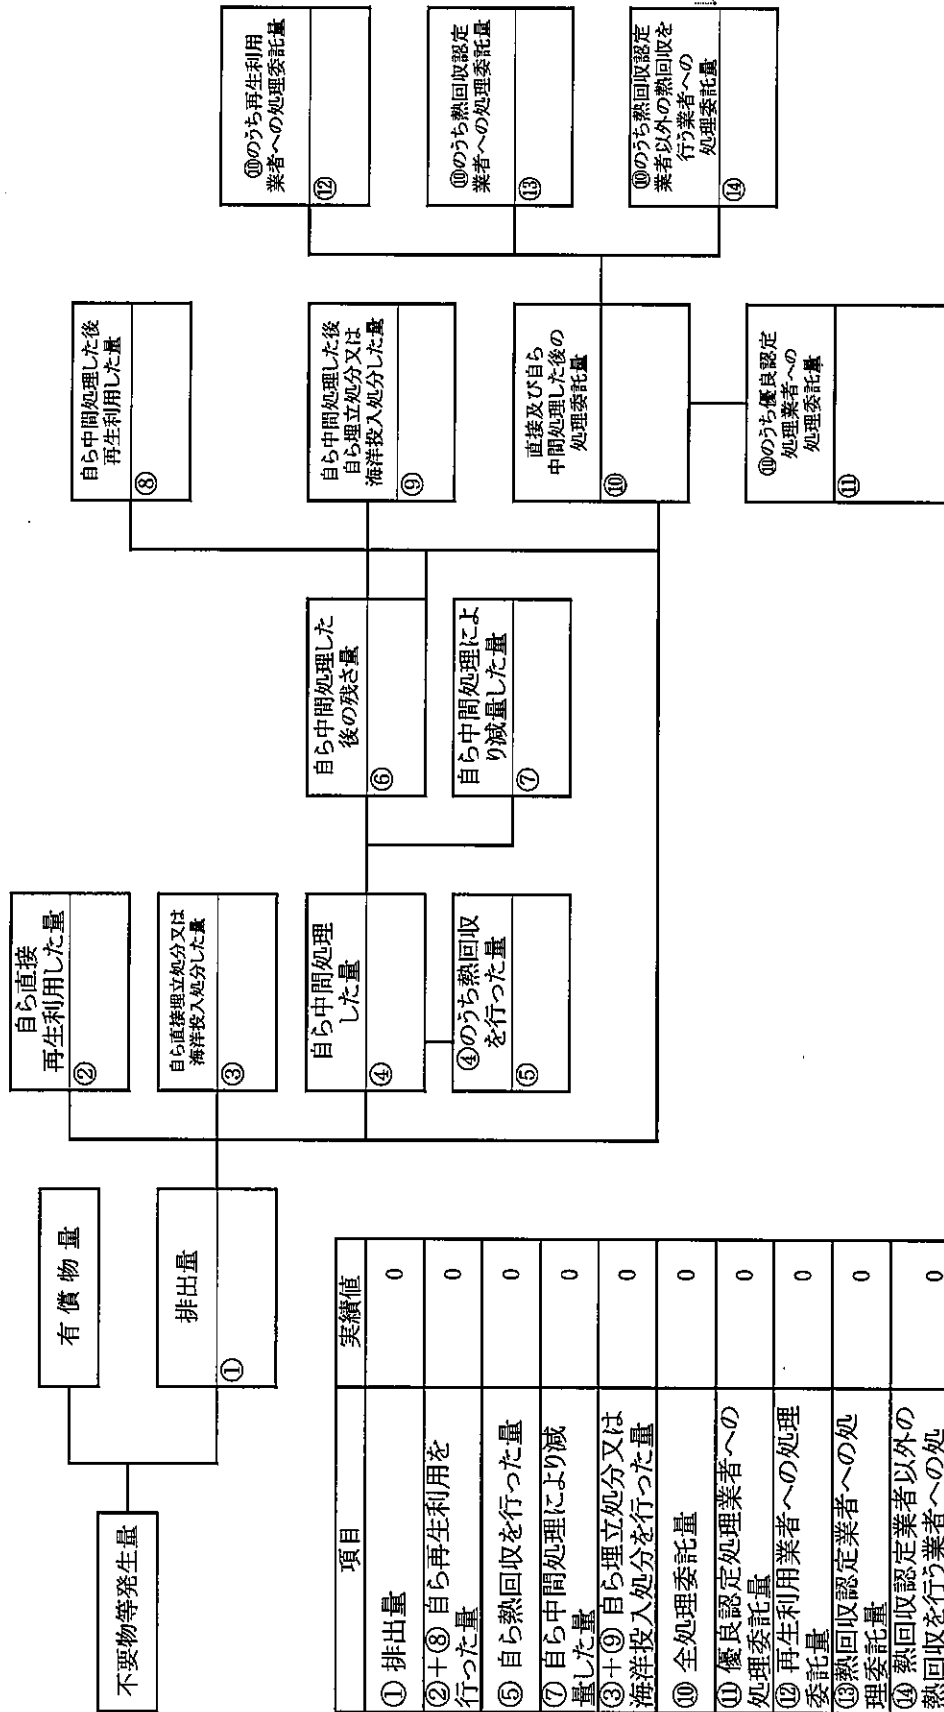 不要物等発生量
有償物量
排出量
①
自ら直接
再生利用した量
②
自ら直接埋立処分又は
海洋投入処分した量
③
自ら中間処理
した量
④
④のうち熱回収
を行った量
⑤
自ら中間処理した
後の残さ量
⑥
自ら中間処理によ
り減量した量
⑦
自ら中間処理した後
再生利用した量
⑧
自ら中間処理した後
自ら埋立処分又は
海洋投入処分した量
⑨
直接及び自ら
中間処理した後の
処理委託量
⑩
⑩のうち優良認定
処理業者への
処理委託量
⑪
⑩のうち再生利用
業者への処理委託量
⑫
⑩のうち熱回収認定
業者への処理委託量
⑬
⑩のうち熱回収認定
業者以外の熱回収を
行う業者への
処理委託量
⑭
項目 実績値
①排出量 0
②+⑧ 自ら再生利用を
行った量 0
⑤ 自ら熱回収を行った量 0
⑦ 自ら中間処理により減
量した量 0
③+⑨ 自ら埋立処分又は
海洋投入処分を行った量 0
⑩ 全処理委託量 0
⑪ 優良認定処理業者への
処理委託量 0
⑫ 再生利用業者への処理
委託量 0
⑬熱回収認定業者への処
理委託量 0
⑭ 熱回収認定業者以外の
熱回収を行う業者への処 0